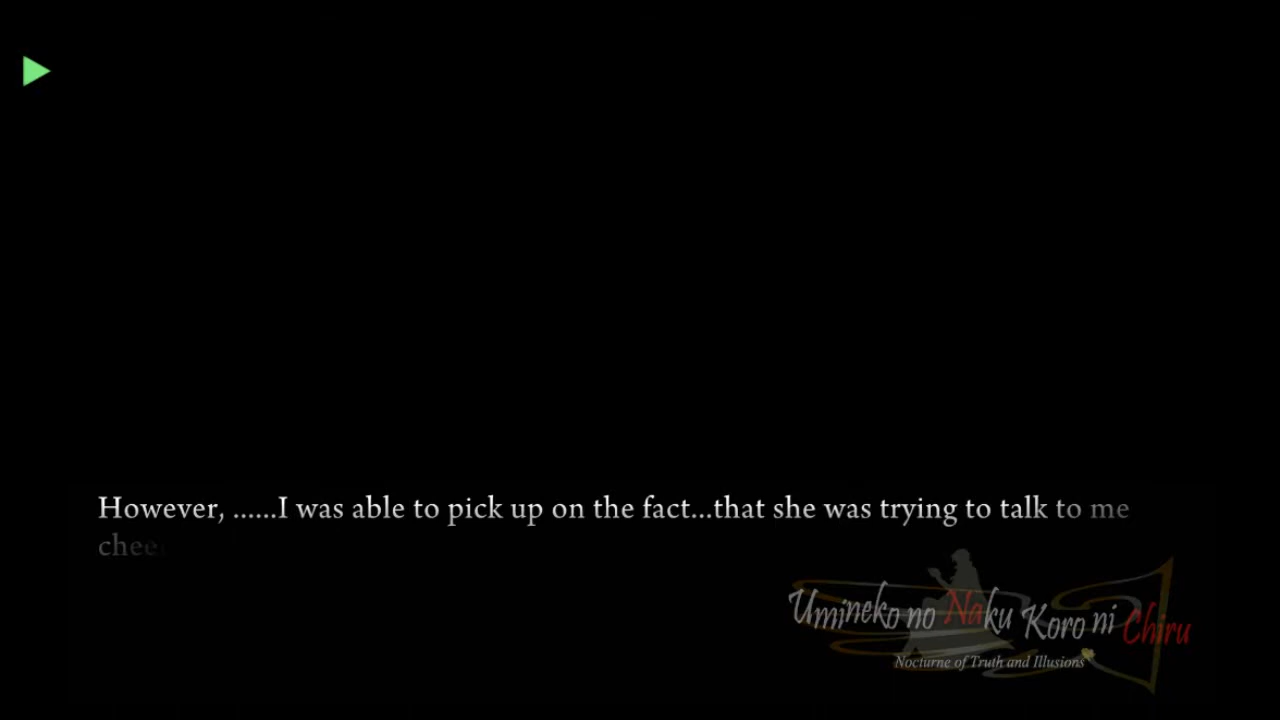 However, ......I was able to pick up on the fact...that she was trying to talk to me
chee
Umineko no Naku Koro ni Chiru
Nocturne of Truth and Illusions